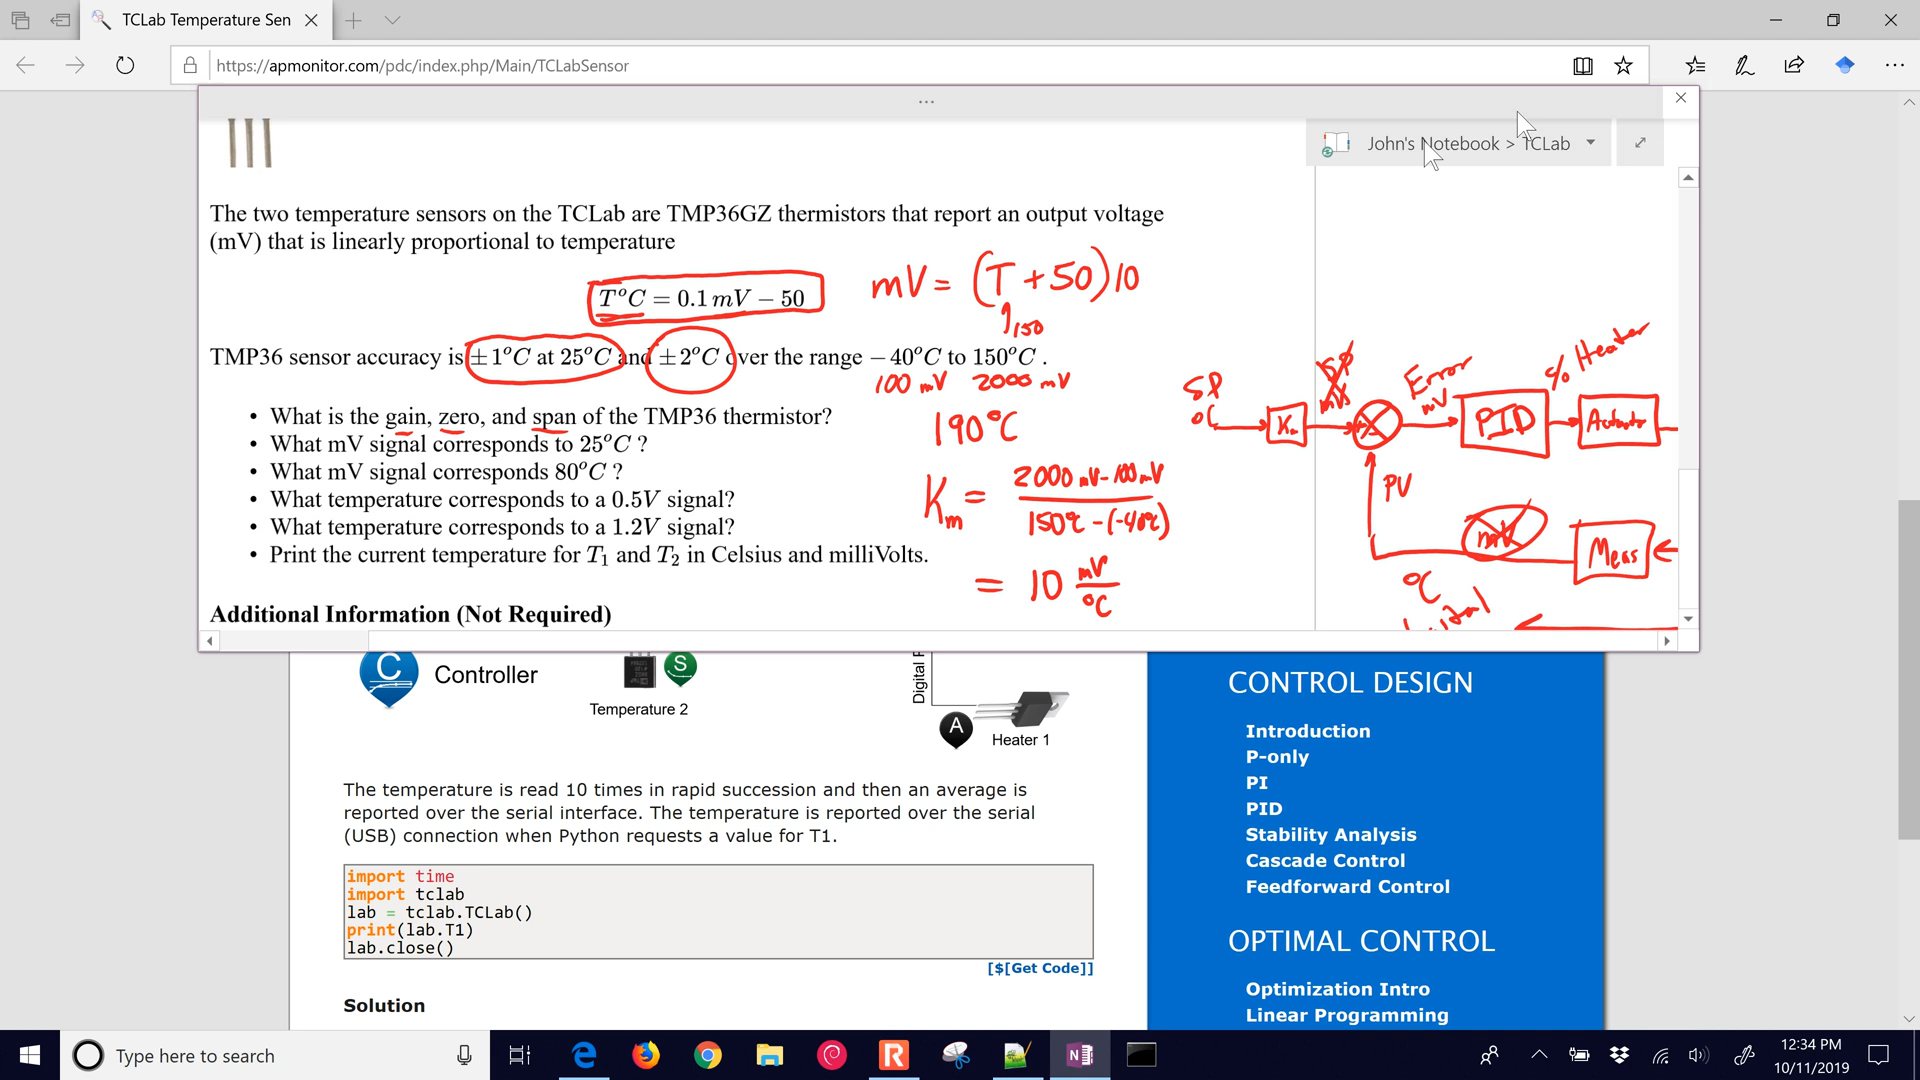 TCLab Temperature Sen
https://apmonitor.com/pdc/index.php/Main/TCLabSensor
John's Notebook > TCLab
The two temperature sensors on the TCLab are TMP36GZ thermistors that report an output voltage
(mV) that is linearly proportional to temperature
mV = (T + 50) 10
T°C = 0.1 mV − 50
150
TMP36 sensor accuracy is ±1°C at 25°C and ±2°C over the range −40°C to 150°C .
100 mV 2000 mV
190°C
• What is the gain, zero, and span of the TMP36 thermistor?
• What mV signal corresponds to 25°C ?
• What mV signal corresponds 80°C ?
• What temperature corresponds to a 0.5V signal?
• What temperature corresponds to a 1.2V signal?
• Print the current temperature for T1 and T2 in Celsius and milliVolts.
Km = 2000 mV - 100 mV
150°C - (-40°C)
= 10 mV
°C
SP
°C
Km
SP
mV
Error
mV
PID
% Heater
Actuator
PV
mV
Meas
°C
Additional Information (Not Required)
C Controller
S
Temperature 2
Digital
A
Heater 1
The temperature is read 10 times in rapid succession and then an average is
reported over the serial interface. The temperature is reported over the serial
(USB) connection when Python requests a value for T1.
import time
import tclab
lab = tclab.TCLab()
print(lab.T1)
lab.close()
[$[Get Code]]
Solution
CONTROL DESIGN
Introduction
P-only
PI
PID
Stability Analysis
Cascade Control
Feedforward Control
OPTIMAL CONTROL
Optimization Intro
Linear Programming
Type here to search
12:34 PM
10/11/2019